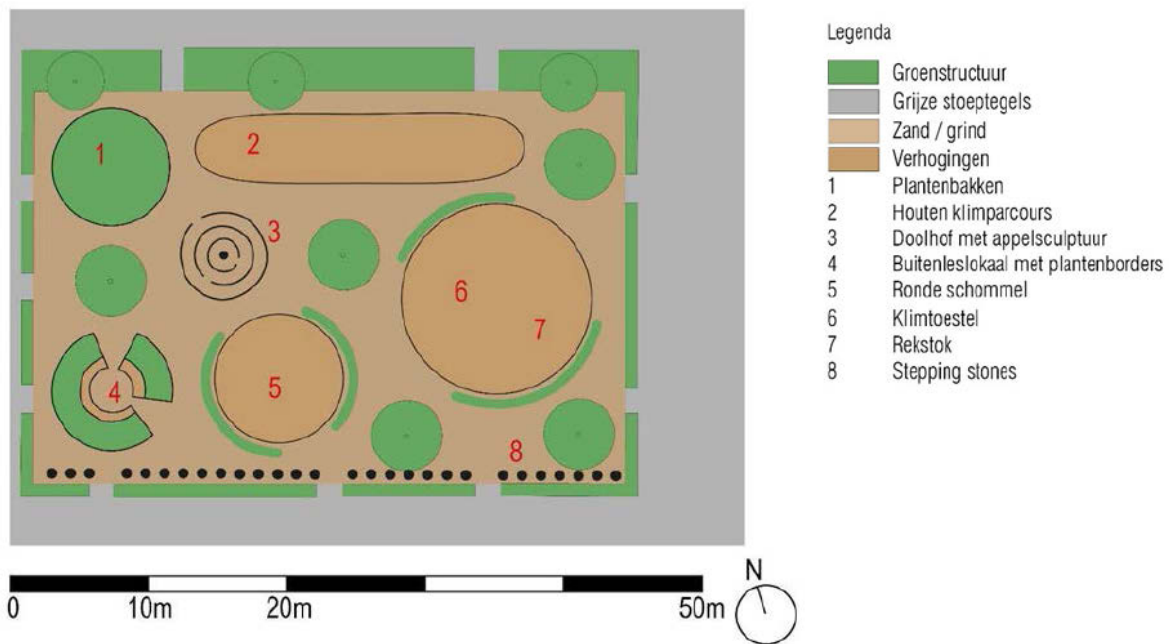 1
2
3
4
5
6
7
8
0
10m
20m
50m
N
Legenda
Groenstructuur
Grijze stoeptegels
Zand / grind
Verhogingen
1 Plantenbakken
2 Houten klimparcours
3 Doolhof met appelsculptuur
4 Buitenleslokaal met plantenborders
5 Ronde schommel
6 Klimtoestel
7 Rekstok
8 Stepping stones